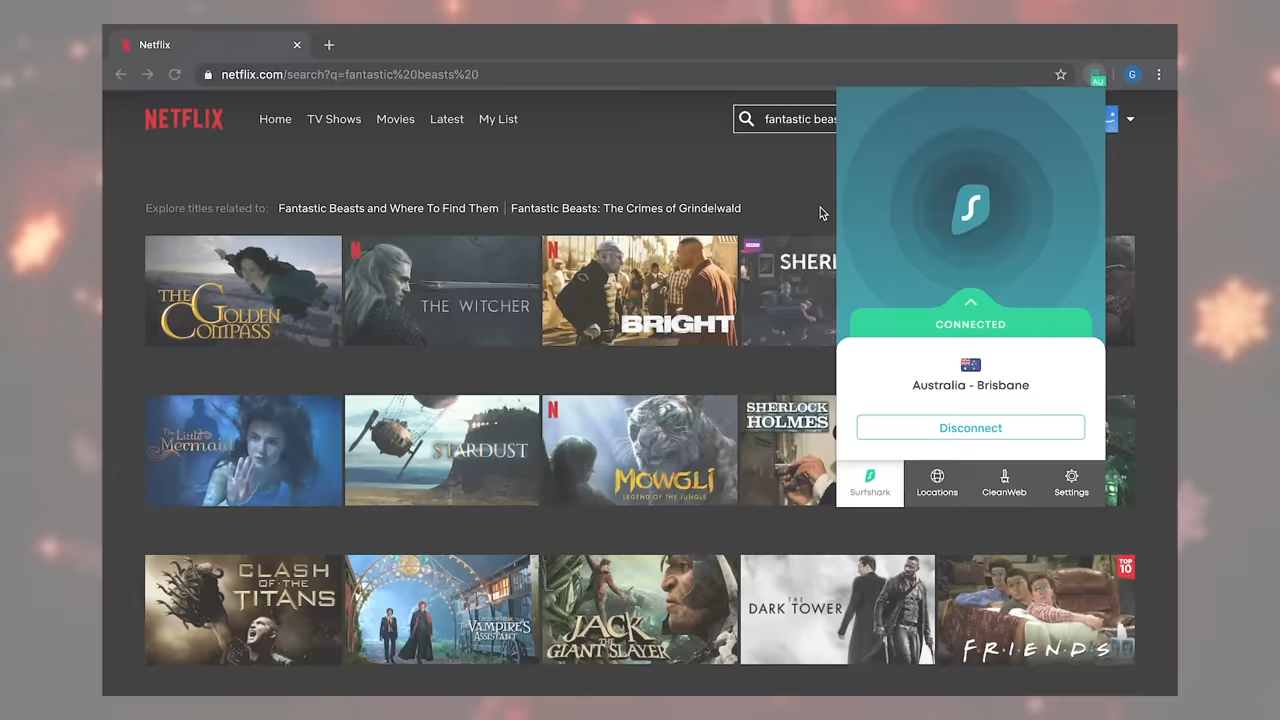 Netflix
netflix.com/search?q=fantastic%20beasts%20
AU
G
NETFLIX
Home
TV Shows
Movies
Latest
My List
fantastic beas
Explore titles related to:
Fantastic Beasts and Where To Find Them
Fantastic Beasts: The Crimes of Grindelwald
THE
GOLDEN
COMPASS
N
THE WITCHER
N
BRIGHT
BBC
SHERL
CONNECTED
Australia - Brisbane
Disconnect
Surfshark
Locations
CleanWeb
Settings
The Little
Mermaid
STARDUST
N
MOWGLI
LEGEND OF THE JUNGLE
SHERLOCK
HOLMES
CLASH
OF THE
TITANS
THE VAMPIRE'S
ASSISTANT
JACK
THE
GIANT SLAYER
THE
DARK TOWER
TOP
10
F·R·I·E·N·D·S